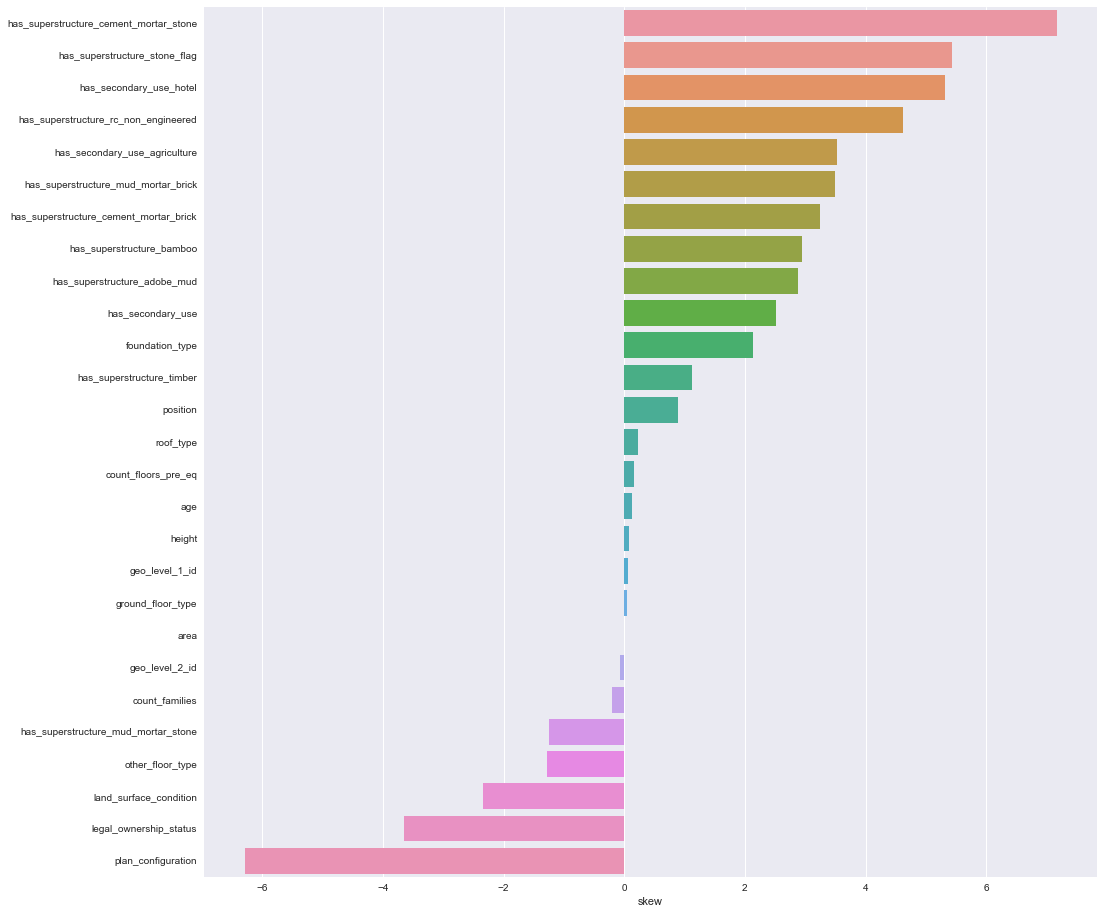 has_superstructure_cement_mortar_stone
has_superstructure_stone_flag
has_secondary_use_hotel
has_superstructure_rc_non_engineered
has_secondary_use_agriculture
has_superstructure_mud_mortar_brick
has_superstructure_cement_mortar_brick
has_superstructure_bamboo
has_superstructure_adobe_mud
has_secondary_use
foundation_type
has_superstructure_timber
position
roof_type
count_floors_pre_eq
age
height
geo_level_1_id
ground_floor_type
area
geo_level_2_id
count_families
has_superstructure_mud_mortar_stone
other_floor_type
land_surface_condition
legal_ownership_status
plan_configuration
−6 −4 −2 0 2 4 6
skew